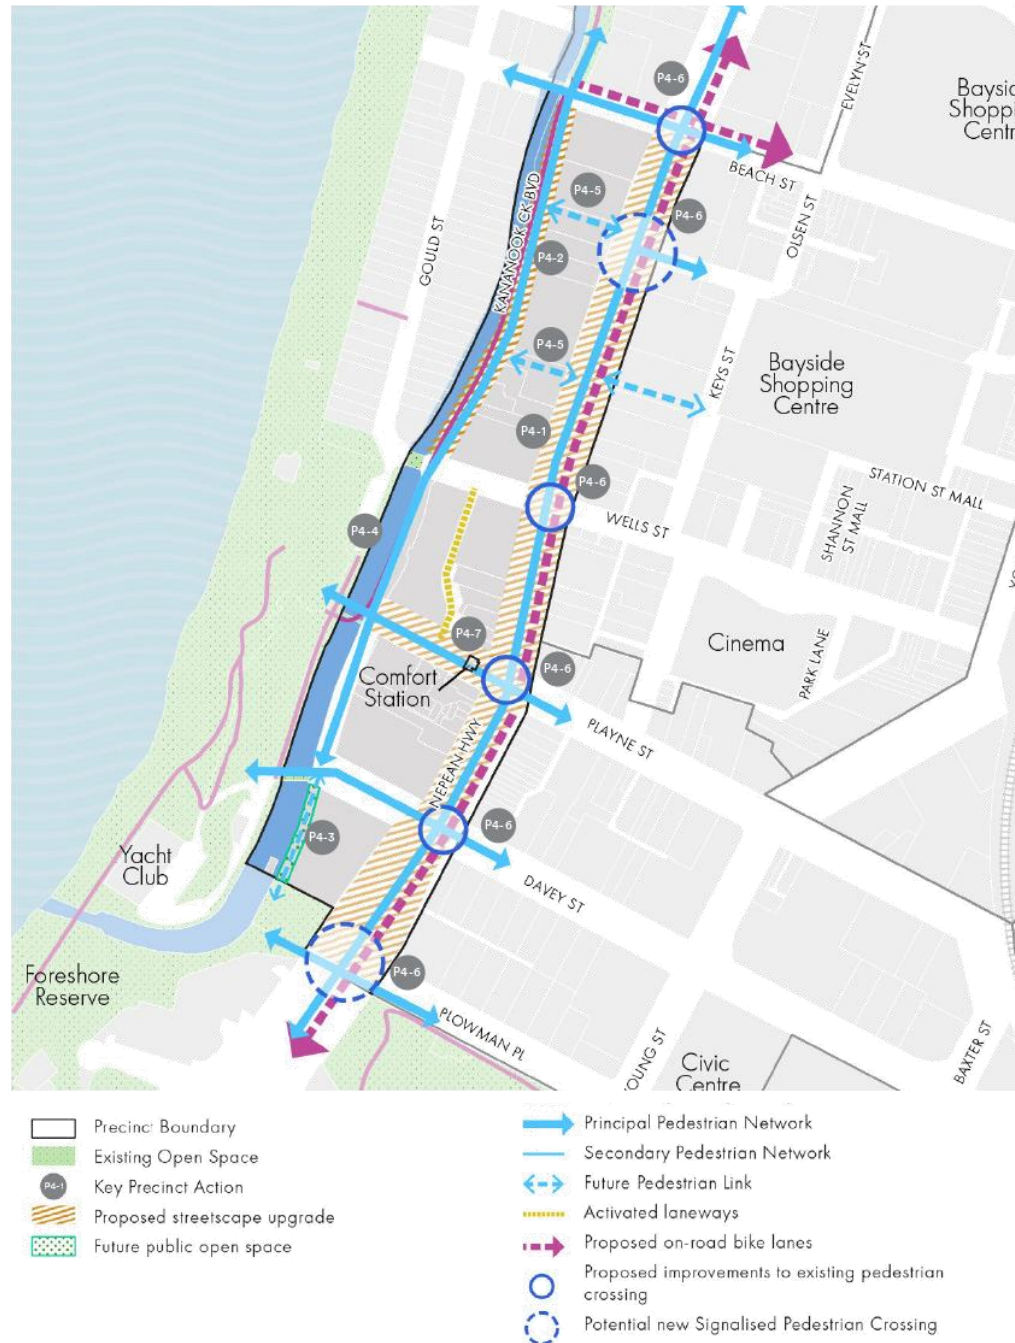 P4-6
EVELYN ST
Shopping
BEACH ST
P4-5
P4-6
KANANOOK CK BVD
OLSEN ST
GOULD ST
P4-2
P4-5
KEYS ST
Bayside
Shopping
Centre
P4-1
P4-6
STATION ST MALL
WELLS ST
SHANNON
ST MALL
P4-4
P4-7
Cinema
PARK LANE
Comfort
Station
P4-6
PLAYNE ST
NEPEAN HWY
P4-6
P4-3
Yacht
Club
DAVEY ST
Foreshore
Reserve
P4-6
PLOWMAN PL
YOUNG ST
Civic
Centre
BAXTER ST
Precinct Boundary
Existing Open Space
P4-1
Key Precinct Action
Proposed streetscape upgrade
Future public open space
Principal Pedestrian Network
Secondary Pedestrian Network
Future Pedestrian Link
Activated laneways
Proposed on-road bike lanes
Proposed improvements to existing pedestrian
crossing
Potential new Signalised Pedestrian Crossing